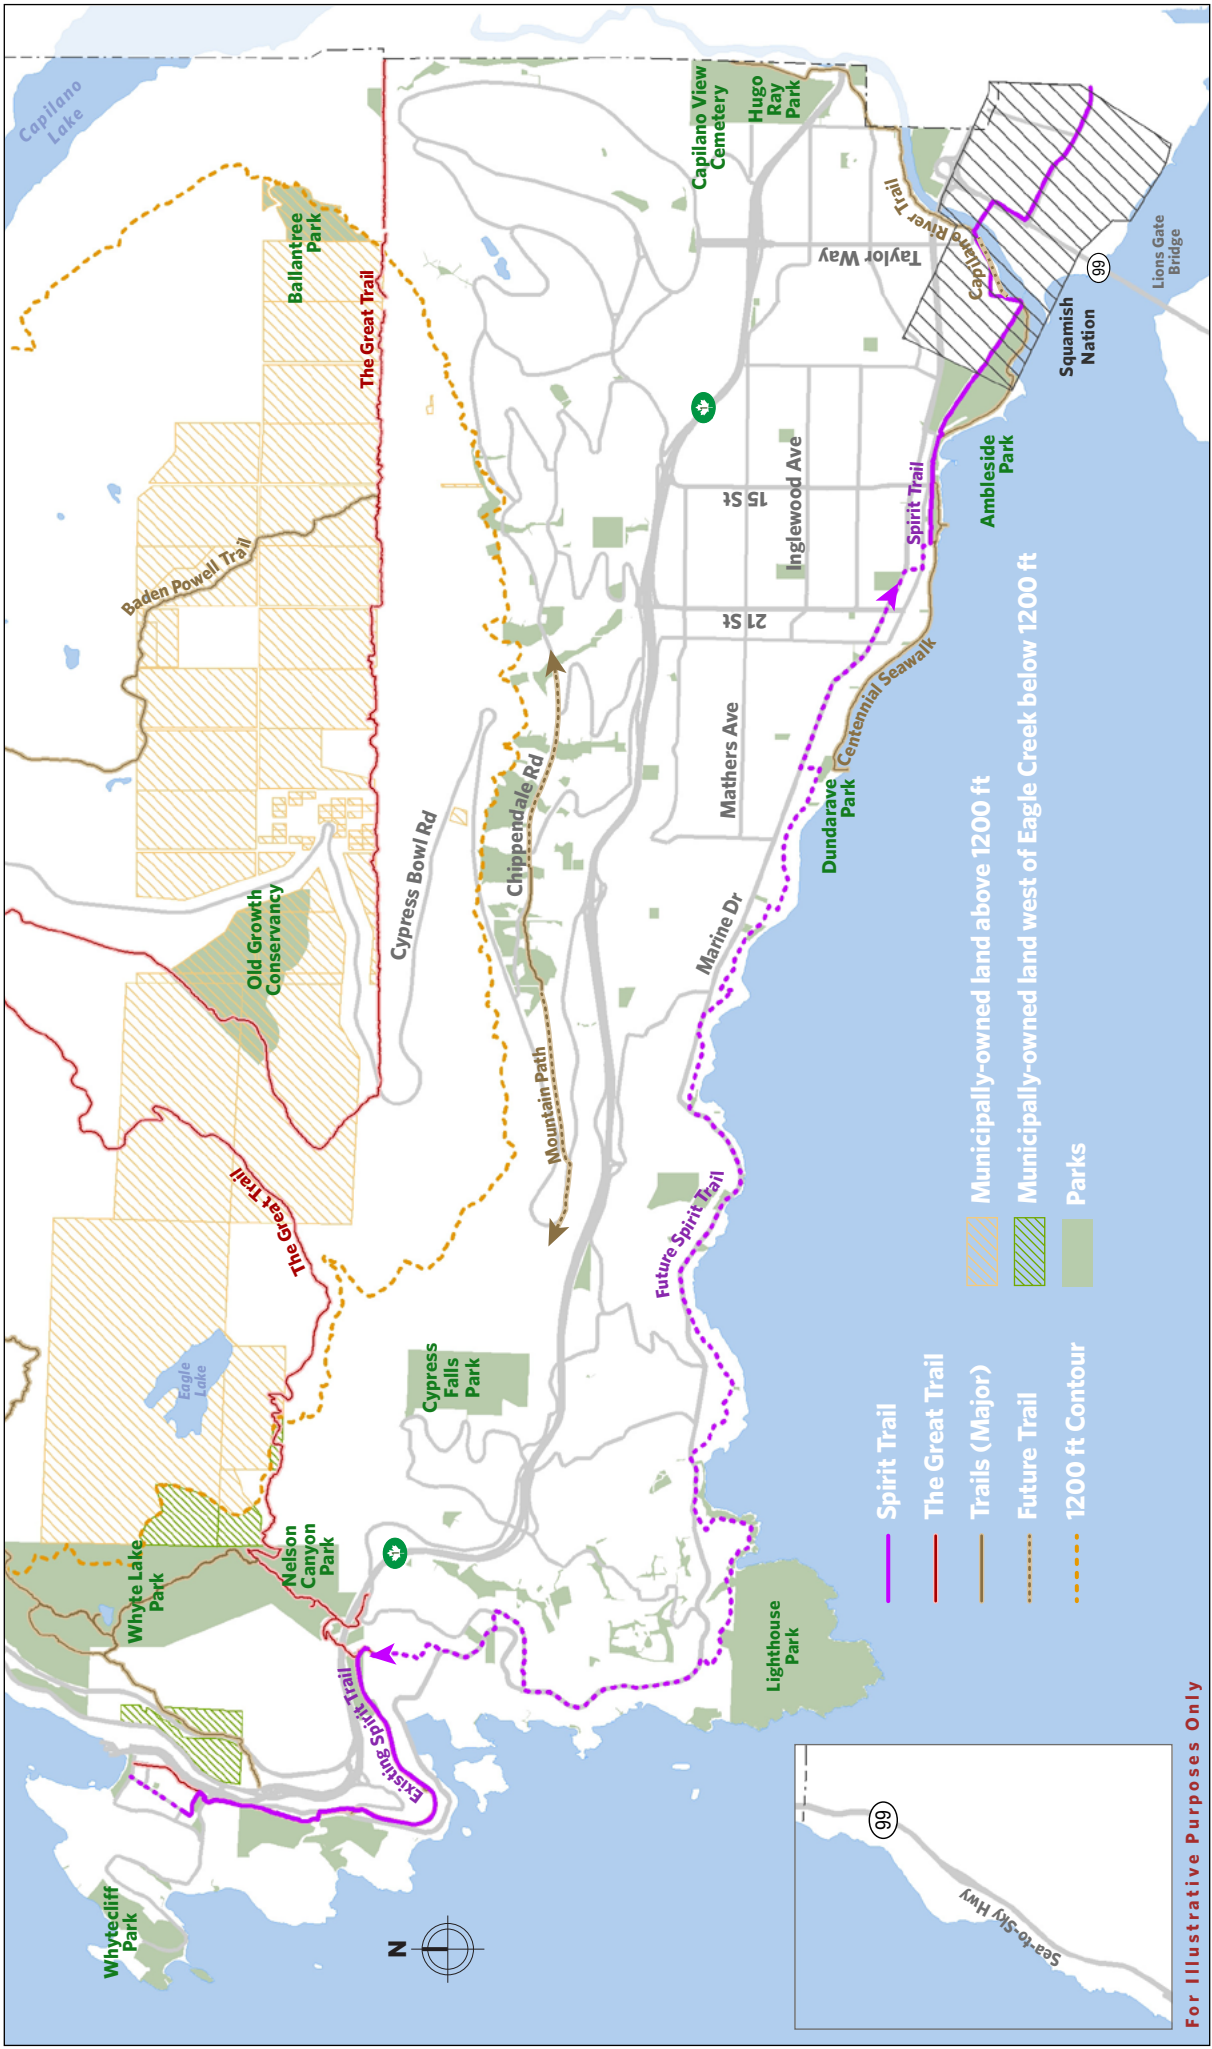 Capilano
Lake
Capilano View
Cemetery
Hugo
Ray
Park
Ballantree
Park
The Great Trail
Taylor Way
Capilano River Trail
Lions Gate
Bridge
99
Squamish
Nation
Baden Powell Trail
15 St
Inglewood Ave
Spirit Trail
Ambleside
Park
21 St
Centennial Seawalk
Mathers Ave
Dundarave
Park
Chippendale Rd
Cypress Bowl Rd
Old Growth
Conservancy
Marine Dr
Mountain Path
The Great Trail
Future Spirit Trail
Eagle
Lake
Cypress
Falls
Park
Whyte Lake
Park
Nelson
Canyon
Park
Lighthouse
Park
Existing Spirit Trail
Whytecliff
Park
N
Spirit Trail
The Great Trail
Trails (Major)
Future Trail
1200 ft Contour
Municipally-owned land above 1200 ft
Municipally-owned land west of Eagle Creek below 1200 ft
Parks
99
Sea-to-Sky Hwy
For Illustrative Purposes Only